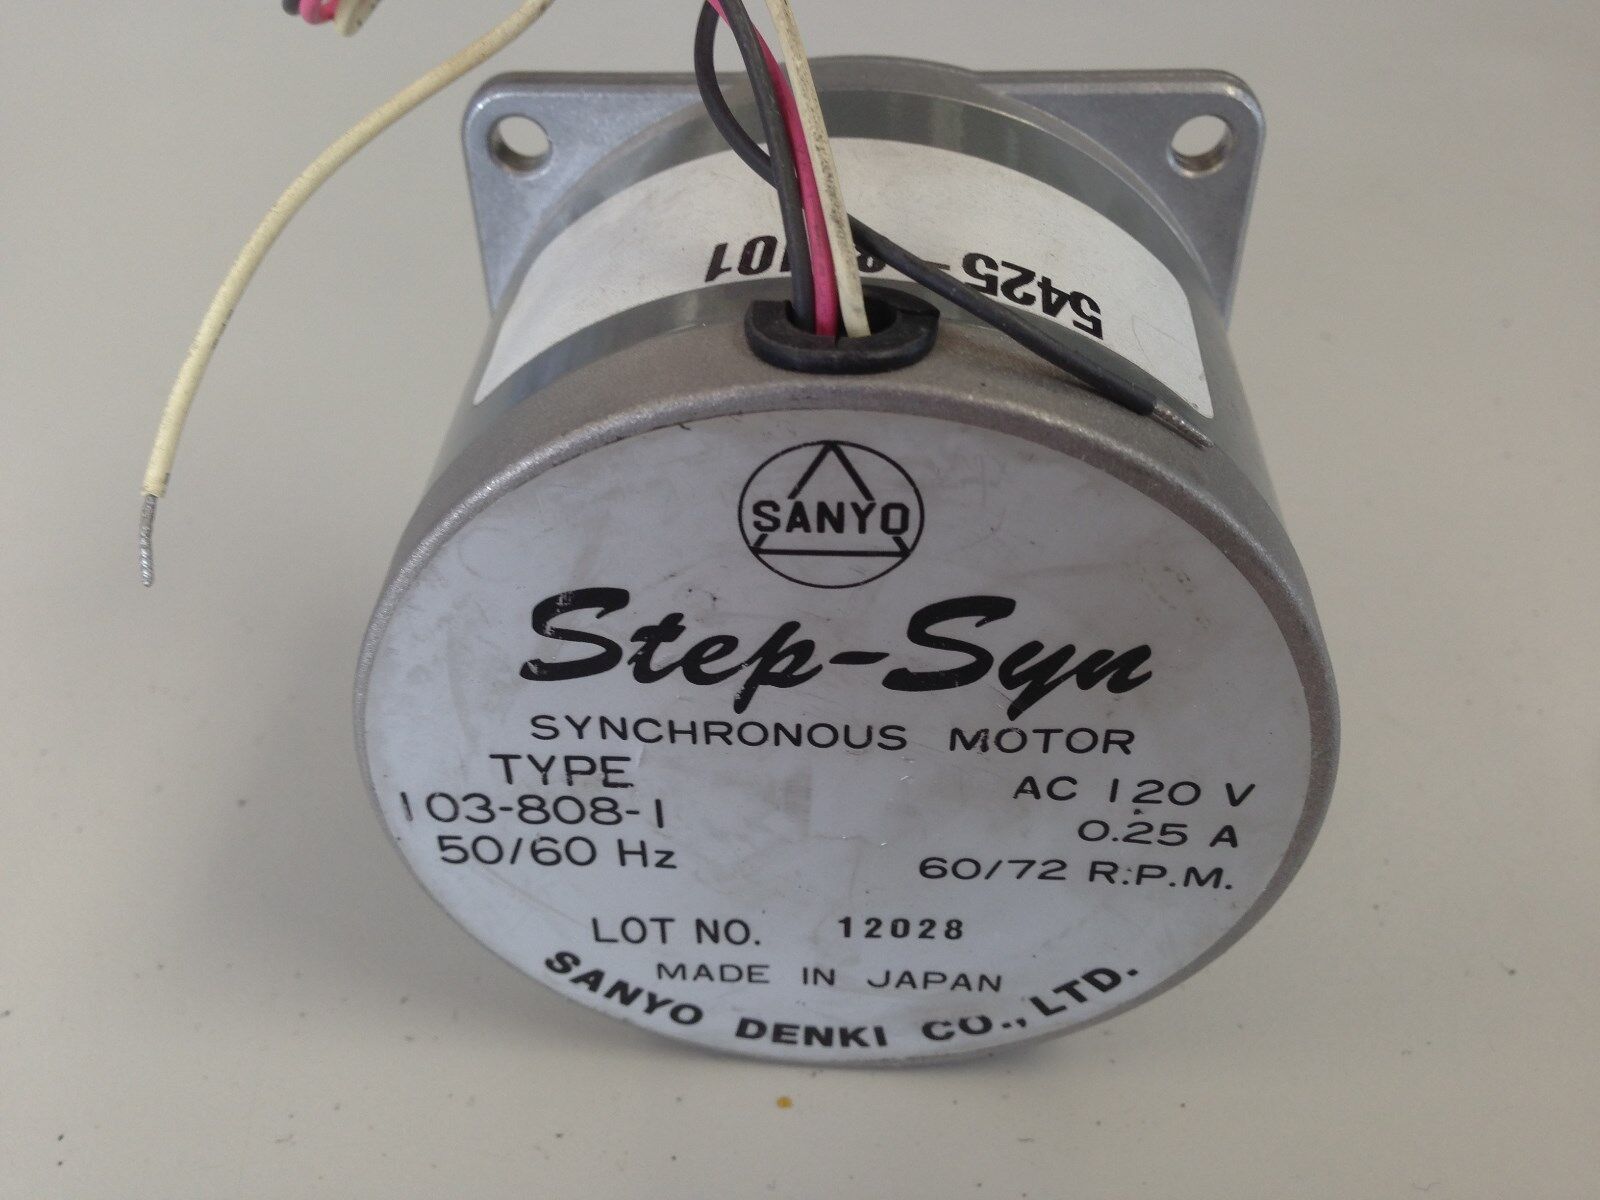 5425-
SANYO
Step-Syn
SYNCHRONOUS MOTOR
TYPE
103-808-1
50/60 Hz
AC 120 V
0.25 A
60/72 R.P.M.
LOT NO. 12028
MADE IN JAPAN
SANYO DENKI CO., LTD.